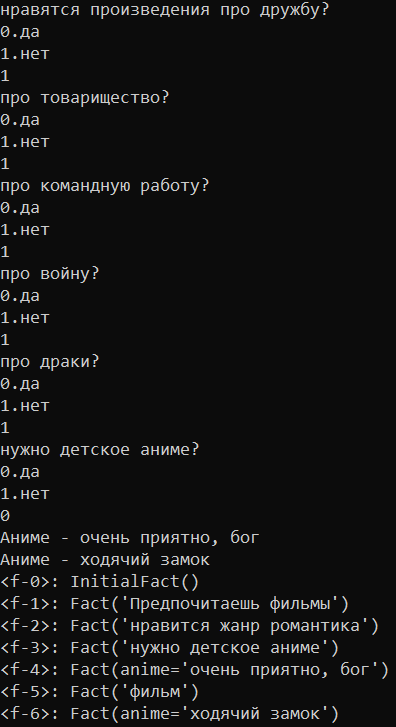 нравятся произведения про дружбу?
0.да
1.нет
1
про товарищество?
0.да
1.нет
1
про командную работу?
0.да
1.нет
1
про войну?
0.да
1.нет
1
про драки?
0.да
1.нет
1
нужно детское аниме?
0.да
1.нет
0
Аниме - очень приятно, бог
Аниме - ходячий замок
<f-0>: InitialFact()
<f-1>: Fact('Предпочитаешь фильмы')
<f-2>: Fact('нравится жанр романтика')
<f-3>: Fact('нужно детское аниме')
<f-4>: Fact(anime='очень приятно, бог')
<f-5>: Fact('фильм')
<f-6>: Fact(anime='ходячий замок')